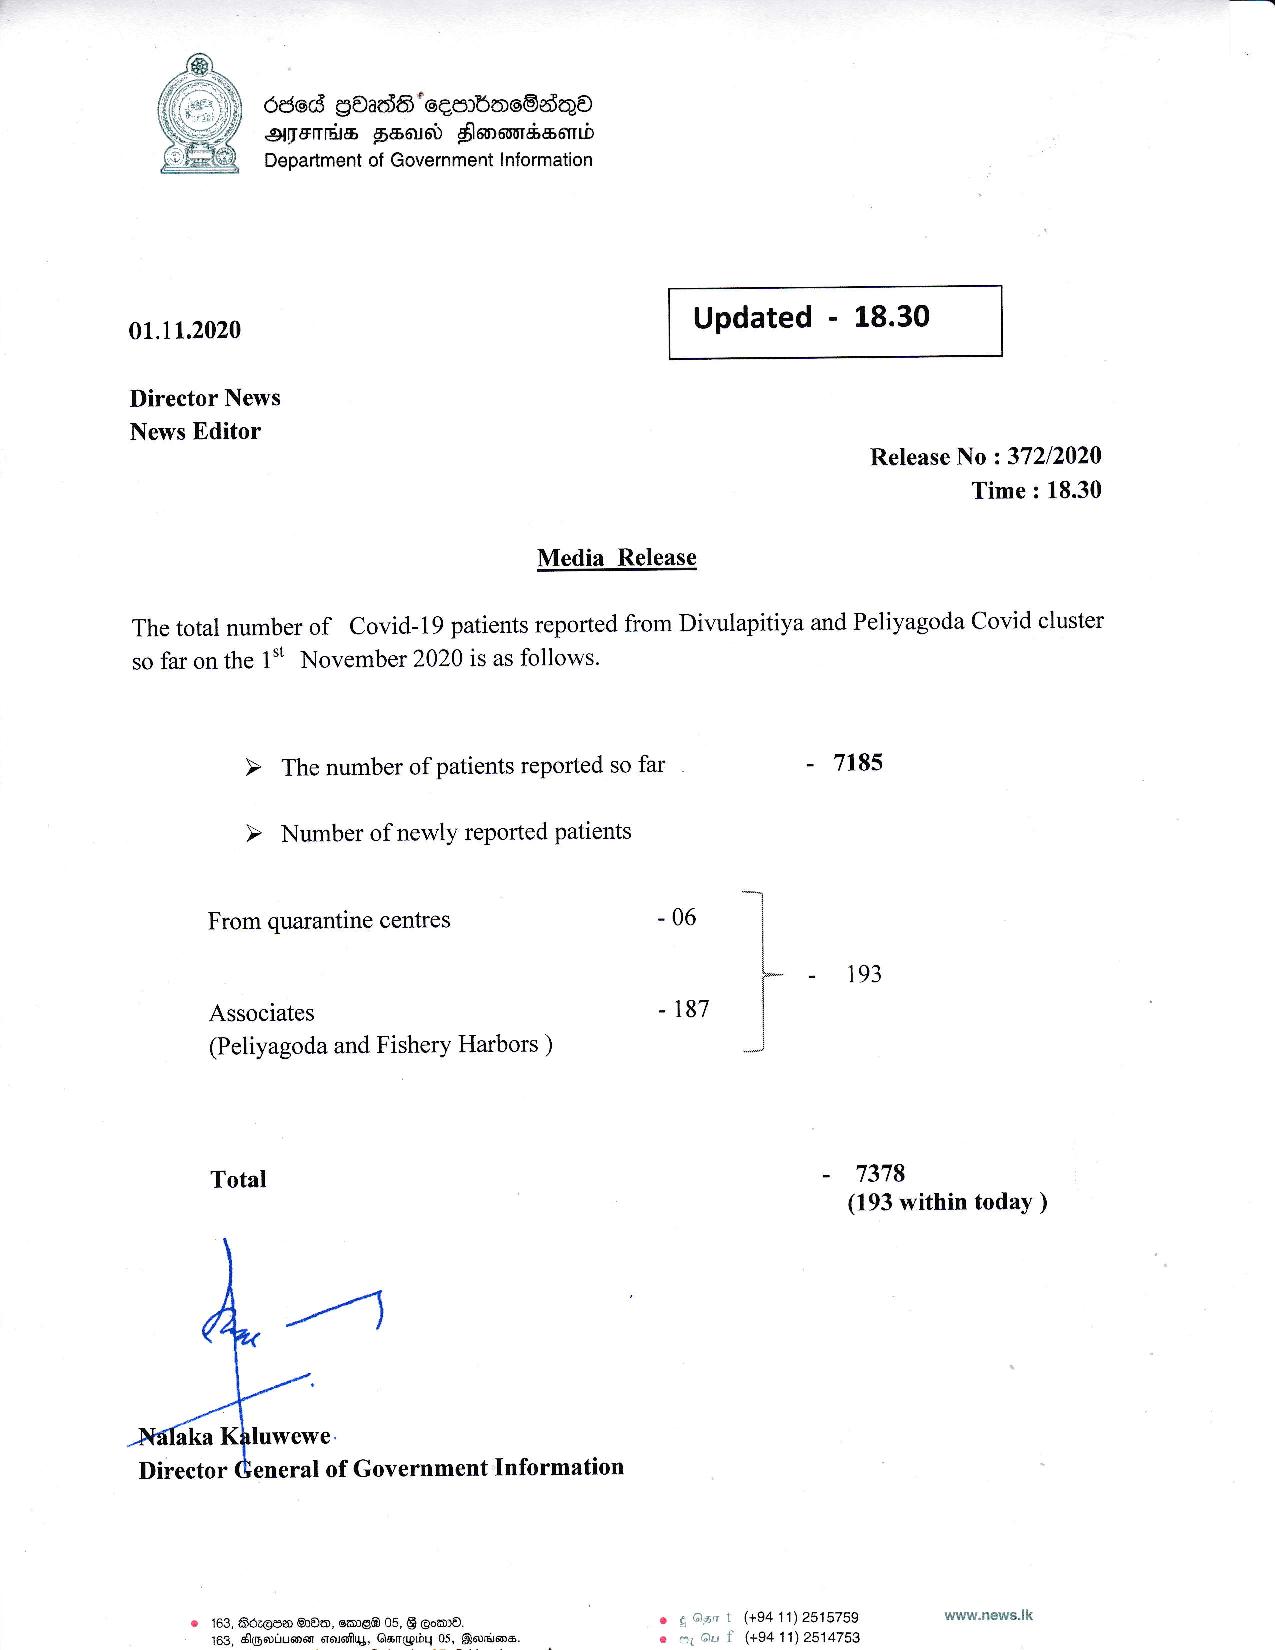 රජයේ ප්‍රවෘත්ති දෙපාර්තමේන්තුව
அரசாங்க தகவல் திணைக்களம்
Department of Government Information
01.11.2020
Updated - 18.30
Director News
News Editor
Release No : 372/2020
Time : 18.30
Media Release
The total number of Covid-19 patients reported from Divulapitiya and Peliyagoda Covid cluster
so far on the 1st November 2020 is as follows.
➢ The number of patients reported so far - 7185
➢ Number of newly reported patients
From quarantine centres - 06
- 193
Associates - 187
(Peliyagoda and Fishery Harbors )
Total - 7378
(193 within today )
Nalaka Kaluwewe
Director General of Government Information
• 163, කිරුළපන මාවත, කොළඹ 05, ශ්‍රී ලංකාව.
163, கிருலப்பனை எவனியு, கொழும்பு 05, இலங்கை.
• දු தொ t (+94 11) 2515759
• ෆැ பெ f (+94 11) 2514753
www.news.lk